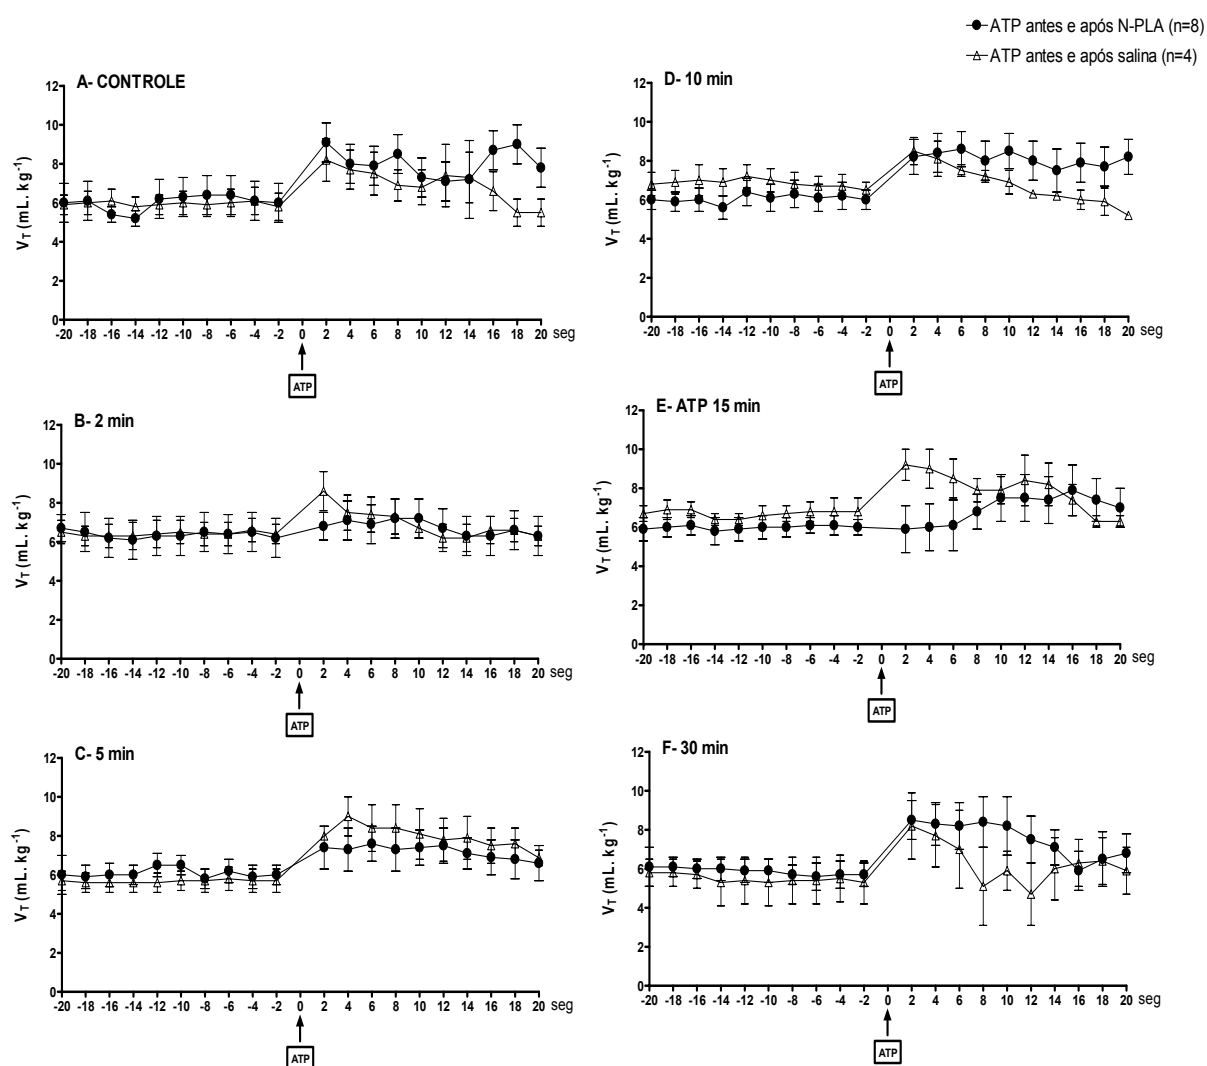 ATP antes e após N-PLA (n=8)
ATP antes e após salina (n=4)
A- CONTROLE
V_T (mL. kg⁻¹)
12
10
8
6
4
2
0
-20 -18 -16 -14 -12 -10 -8 -6 -4 -2 0 2 4 6 8 10 12 14 16 18 20 seg
ATP
B- 2 min
V_T (mL. kg⁻¹)
12
10
8
6
4
2
0
-20 -18 -16 -14 -12 -10 -8 -6 -4 -2 0 2 4 6 8 10 12 14 16 18 20 seg
ATP
C- 5 min
V_T (mL. kg⁻¹)
12
10
8
6
4
2
0
-20 -18 -16 -14 -12 -10 -8 -6 -4 -2 0 2 4 6 8 10 12 14 16 18 20 seg
ATP
D- 10 min
V_T (mL. kg⁻¹)
12
10
8
6
4
2
0
-20 -18 -16 -14 -12 -10 -8 -6 -4 -2 0 2 4 6 8 10 12 14 16 18 20 seg
ATP
E- ATP 15 min
V_T (mL. kg⁻¹)
12
10
8
6
4
2
0
-20 -18 -16 -14 -12 -10 -8 -6 -4 -2 0 2 4 6 8 10 12 14 16 18 20 seg
ATP
F- 30 min
V_T (mL. kg⁻¹)
12
10
8
6
4
2
0
-20 -18 -16 -14 -12 -10 -8 -6 -4 -2 0 2 4 6 8 10 12 14 16 18 20 seg
ATP